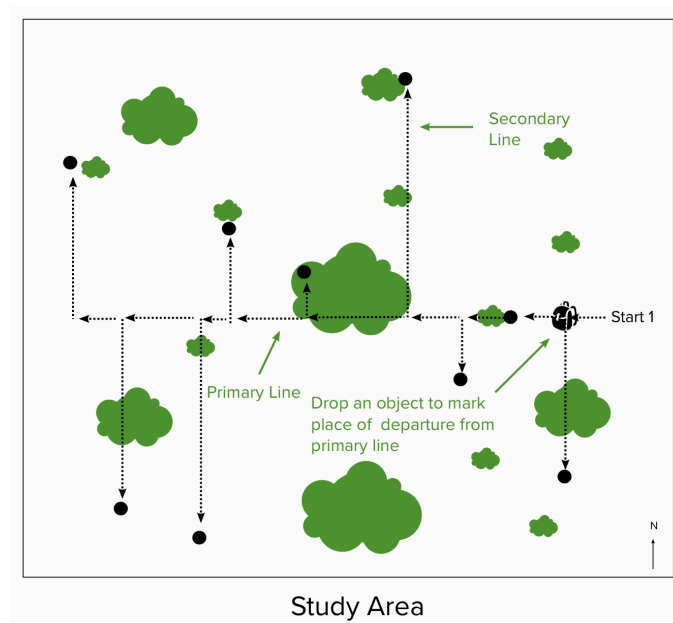 Secondary
Line
Start 1
Primary Line
Drop an object to mark
place of departure from
primary line
N
Study Area